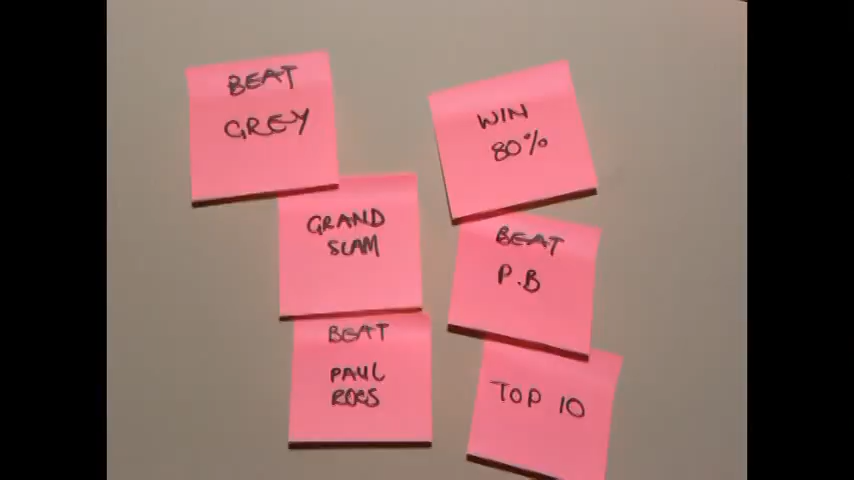 BEAT
GREY
WIN
80%
GRAND
SLAM
BEAT
P.B
BEAT
PAUL
ROOS
TOP 10